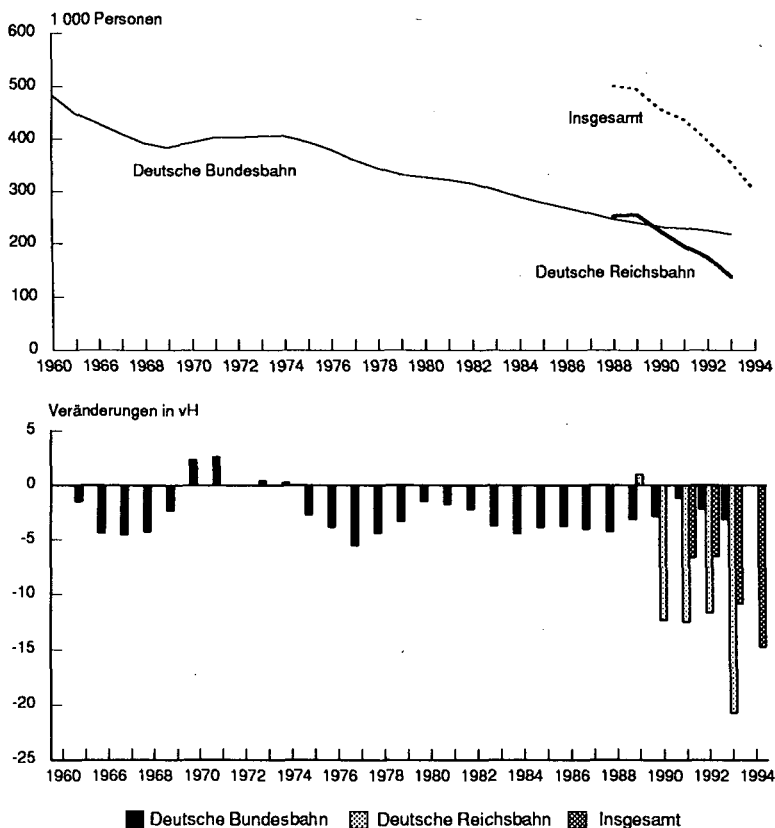 1 000 Personen
600
500
400
300
200
100
0
Insgesamt
Deutsche Bundesbahn
Deutsche Reichsbahn
1960 1966 1968 1970 1972 1974 1976 1978 1980 1982 1984 1986 1988 1990 1992 1994
Veränderungen in vH
5
0
-5
-10
-15
-20
-25
1960 1966 1968 1970 1972 1974 1976 1978 1980 1982 1984 1986 1988 1990 1992 1994
Deutsche Bundesbahn Deutsche Reichsbahn Insgesamt